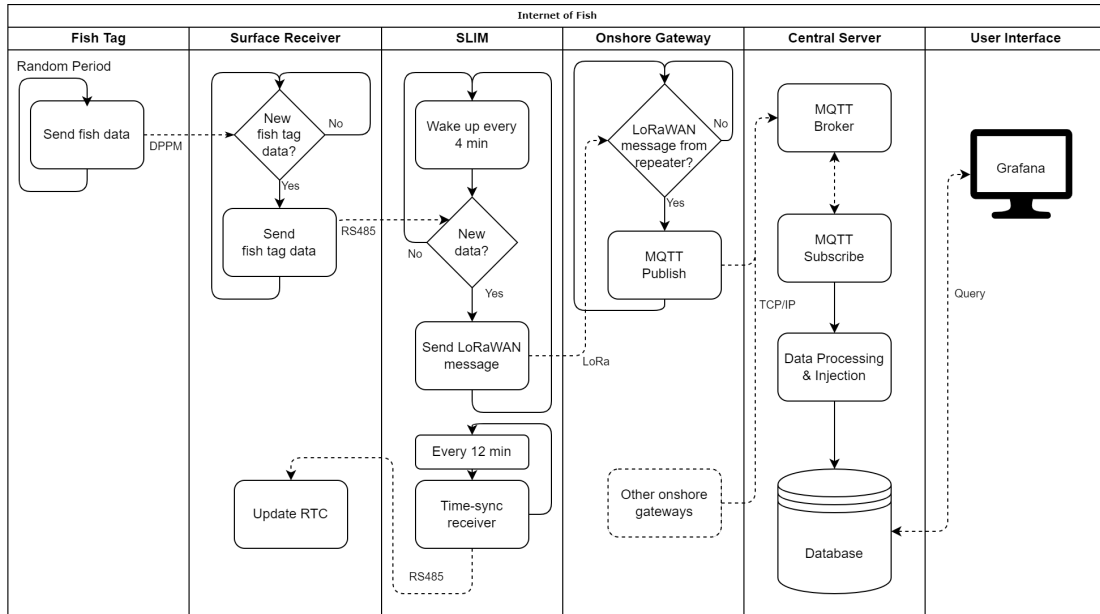 Internet of Fish
Fish Tag
Surface Receiver
SLIM
Onshore Gateway
Central Server
User Interface
Random Period
Send fish data
DPPM
New
fish tag
data?
No
Yes
Send
fish tag data
RS485
Update RTC
Wake up every
4 min
New
data?
No
Yes
Send LoRaWAN
message
LoRa
Every 12 min
Time-sync
receiver
RS485
LoRaWAN
message from
repeater?
No
Yes
MQTT
Publish
TCP/IP
Other onshore
gateways
MQTT
Broker
MQTT
Subscribe
Data Processing
& Injection
Database
Query
Grafana